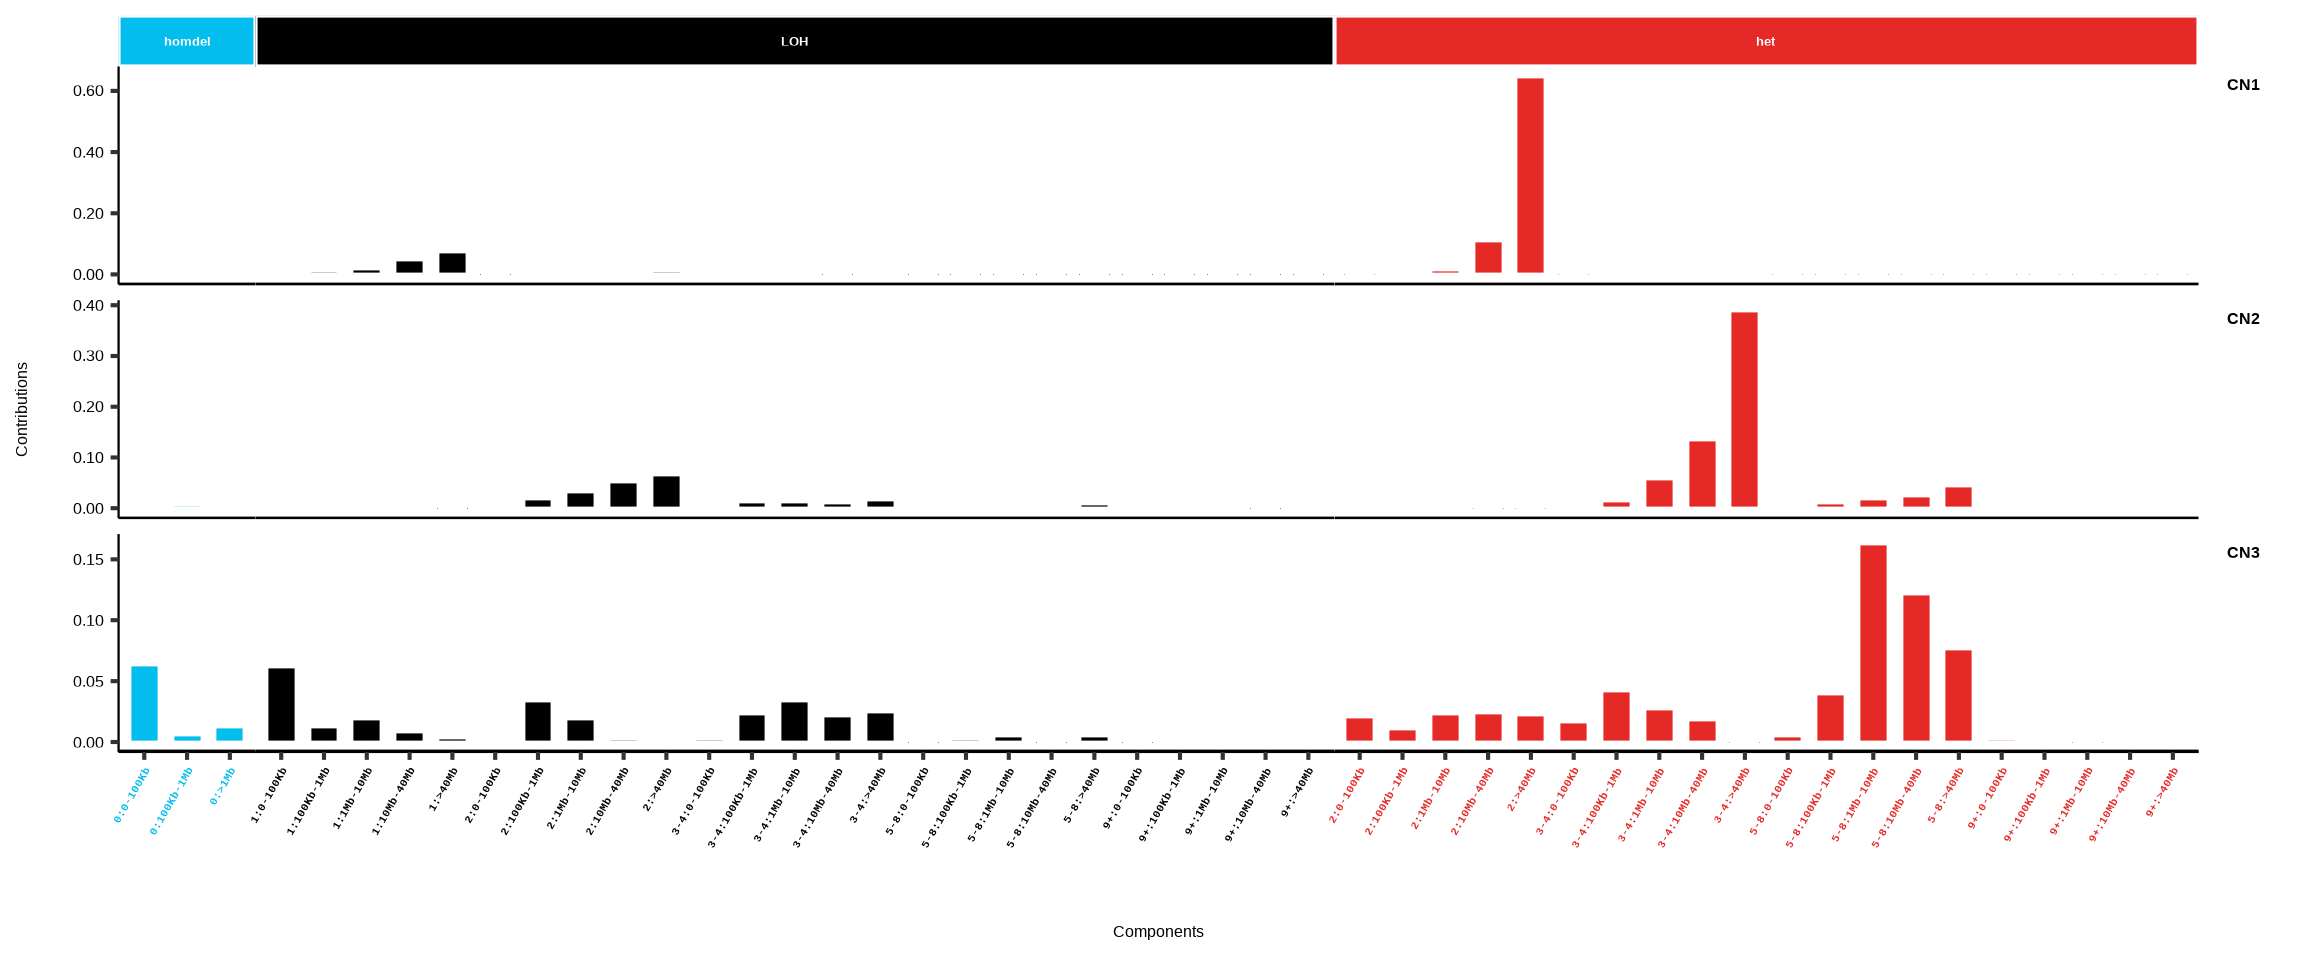 homdel LOH het
CN1
0.60
0.40
0.20
0.00
CN2
0.40
0.30
0.20
0.10
0.00
CN3
0.15
0.10
0.05
0.00
Contributions
0:0-100Kb
0:100Kb-1Mb
0:>1Mb
1:0-100Kb
1:100Kb-1Mb
1:1Mb-10Mb
1:10Mb-40Mb
1:>40Mb
2:0-100Kb
2:100Kb-1Mb
2:1Mb-10Mb
2:10Mb-40Mb
2:>40Mb
3-4:0-100Kb
3-4:100Kb-1Mb
3-4:1Mb-10Mb
3-4:10Mb-40Mb
3-4:>40Mb
5-8:0-100Kb
5-8:100Kb-1Mb
5-8:1Mb-10Mb
5-8:10Mb-40Mb
5-8:>40Mb
9+:0-100Kb
9+:100Kb-1Mb
9+:1Mb-10Mb
9+:10Mb-40Mb
9+:>40Mb
2:0-100Kb
2:100Kb-1Mb
2:1Mb-10Mb
2:10Mb-40Mb
2:>40Mb
3-4:0-100Kb
3-4:100Kb-1Mb
3-4:1Mb-10Mb
3-4:10Mb-40Mb
3-4:>40Mb
5-8:0-100Kb
5-8:100Kb-1Mb
5-8:1Mb-10Mb
5-8:10Mb-40Mb
5-8:>40Mb
9+:0-100Kb
9+:100Kb-1Mb
9+:1Mb-10Mb
9+:10Mb-40Mb
9+:>40Mb
Components